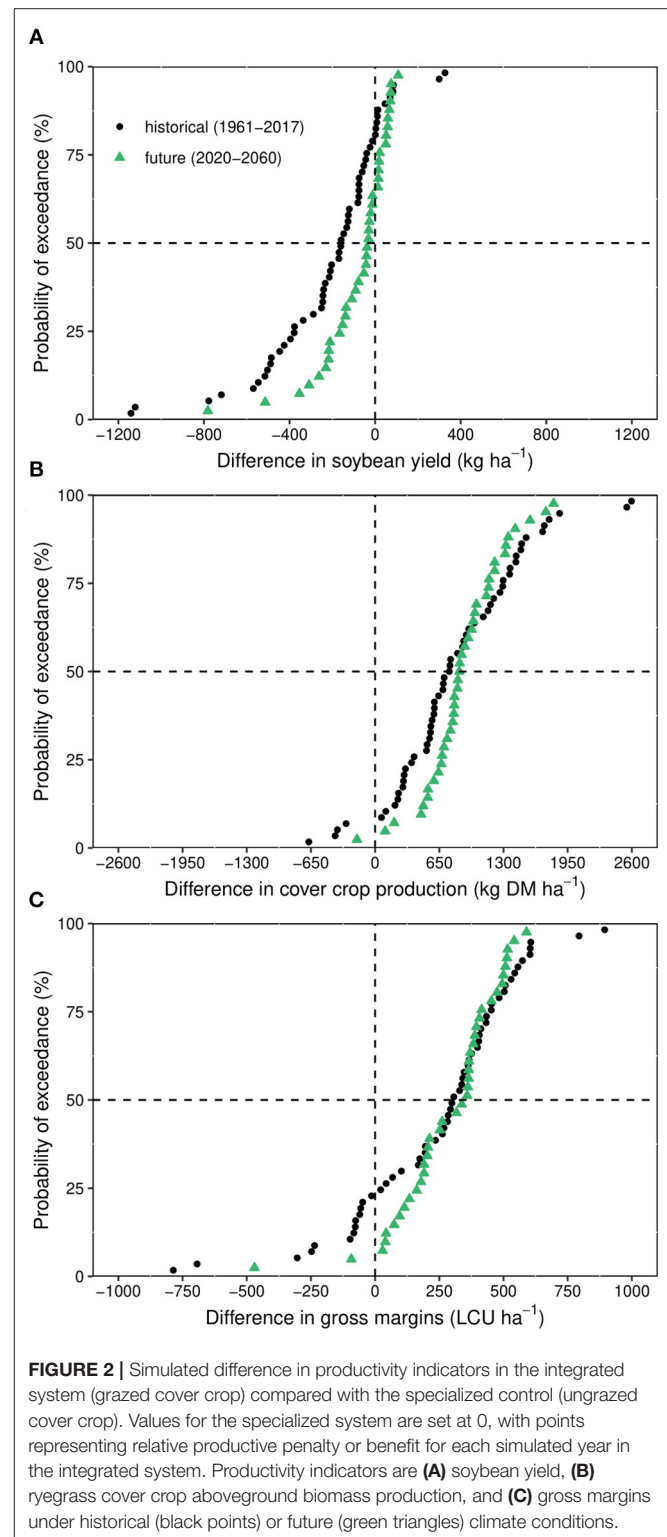 A
100
75
50
25
0
Probability of exceedance (%)
historical (1961−2017)
future (2020−2060)
−1200 −800 −400 0 400 800 1200
Difference in soybean yield (kg ha−1)
B
100
75
50
25
0
Probability of exceedance (%)
−2600 −1950 −1300 −650 0 650 1300 1950 2600
Difference in cover crop production (kg DM ha−1)
C
100
75
50
25
0
Probability of exceedance (%)
−1000 −750 −500 −250 0 250 500 750 1000
Difference in gross margins (LCU ha−1)
FIGURE 2 | Simulated difference in productivity indicators in the integrated
system (grazed cover crop) compared with the specialized control (ungrazed
cover crop). Values for the specialized system are set at 0, with points
representing relative productive penalty or benefit for each simulated year in
the integrated system. Productivity indicators are (A) soybean yield, (B)
ryegrass cover crop aboveground biomass production, and (C) gross margins
under historical (black points) or future (green triangles) climate conditions.